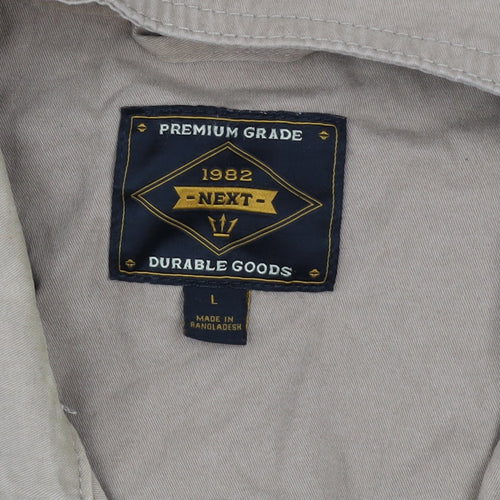 PREMIUM GRADE
1982
-NEXT-
DURABLE GOODS
L
MADE IN
BANGLADESH